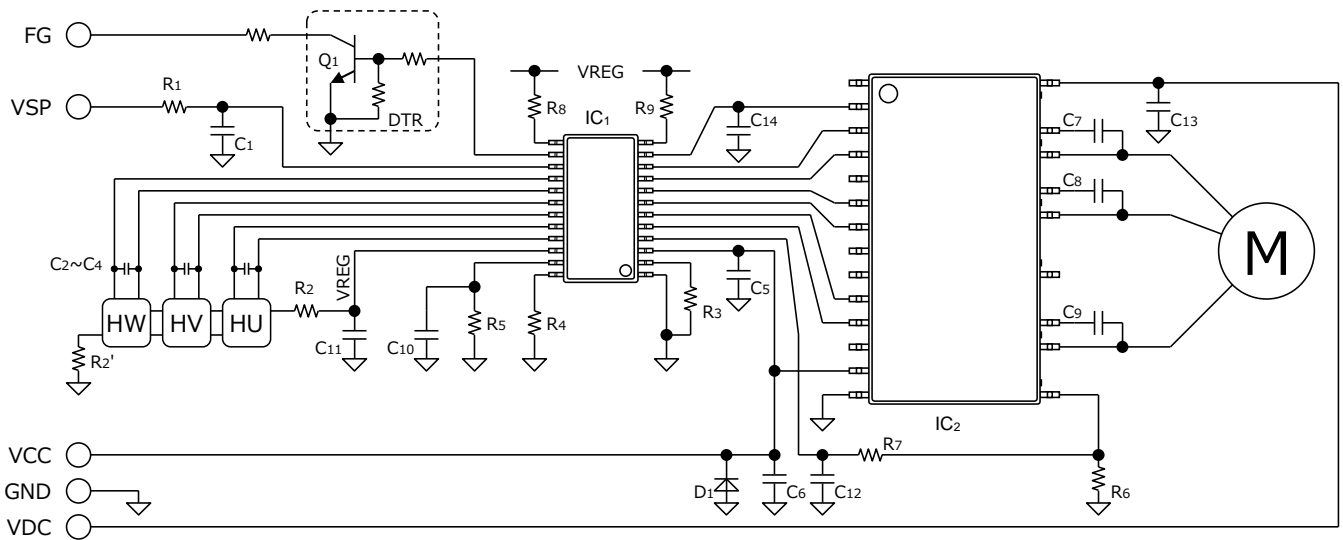 FG
Q1
DTR
VSP
R1
C1
VREG
R8
R9
IC1
C14
C13
C7
C8
C9
M
C2~C4
HW
HV
HU
R2
VREG
R2'
C11
C10
R5
R4
R3
C5
IC2
VCC
GND
VDC
D1
C6
C12
R7
R6